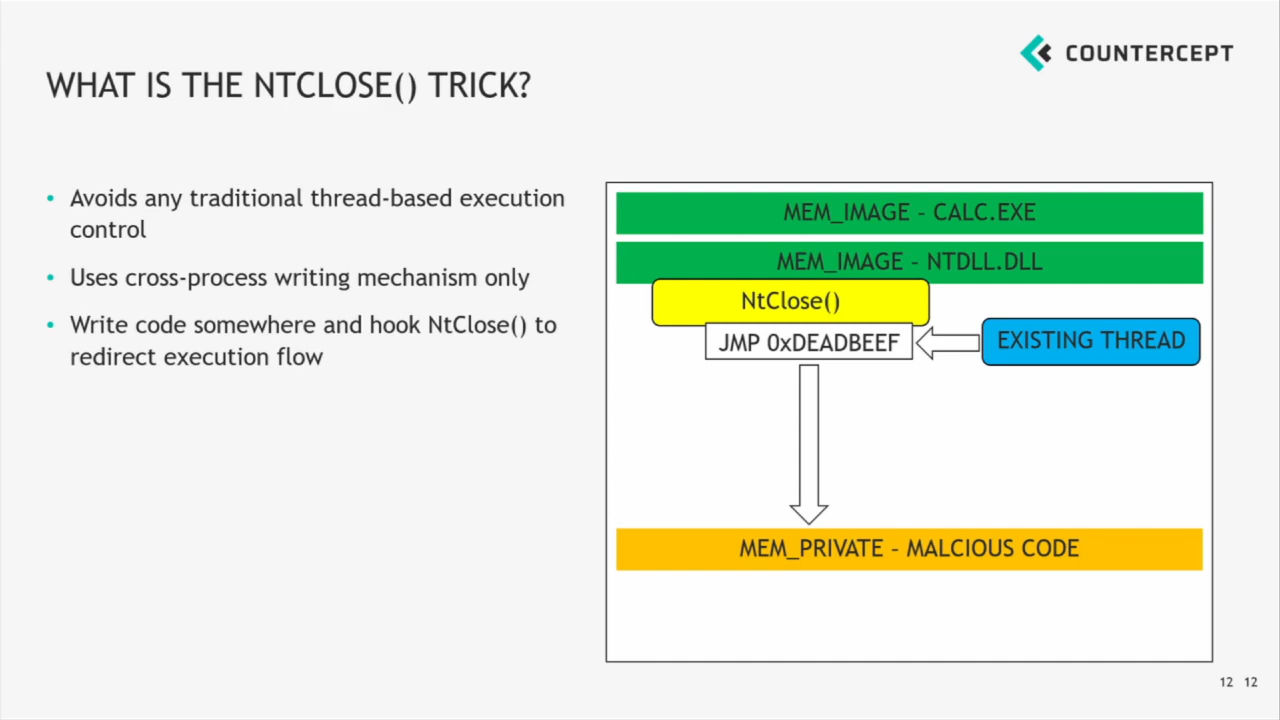 COUNTERCEPT
WHAT IS THE NTCLOSE() TRICK?
• Avoids any traditional thread-based execution
control
• Uses cross-process writing mechanism only
• Write code somewhere and hook NtClose() to
redirect execution flow
MEM_IMAGE – CALC.EXE
MEM_IMAGE – NTDLL.DLL
NtClose()
JMP 0xDEADBEEF
EXISTING THREAD
MEM_PRIVATE – MALCIOUS CODE
12 12